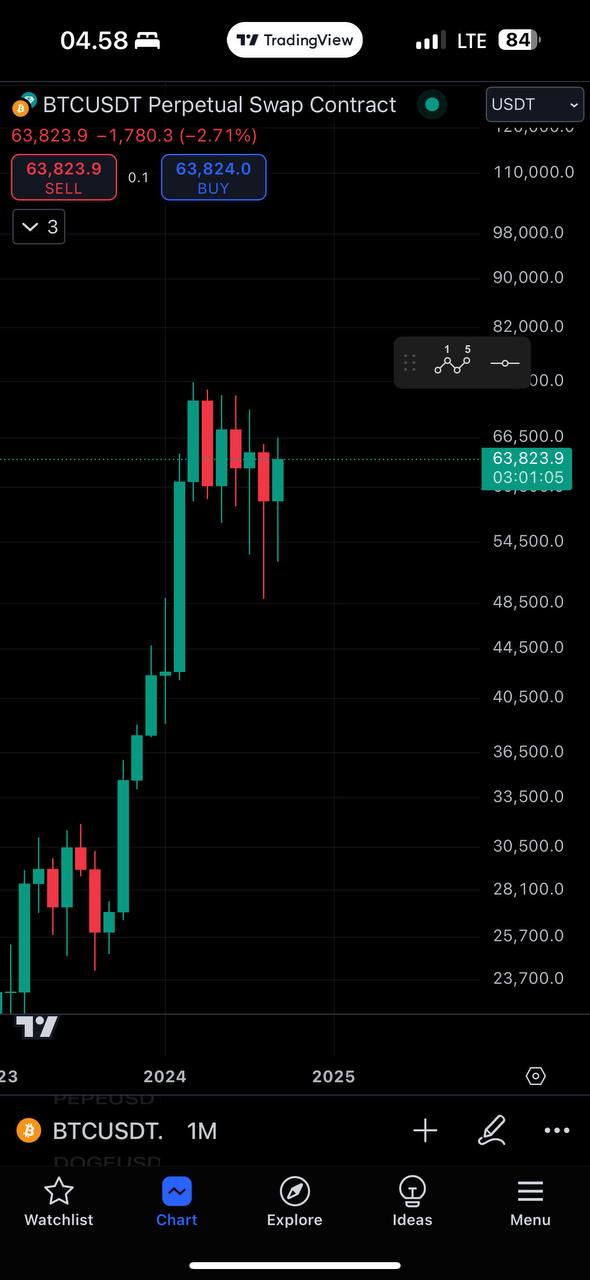 04.58
TradingView
LTE 84
BTCUSDT Perpetual Swap Contract
USDT
63,823.9 −1,780.3 (−2.71%)
63,823.9
SELL
0.1
63,824.0
BUY
3
120,000.0
110,000.0
98,000.0
90,000.0
82,000.0
1 5
00.0
66,500.0
63,823.9
03:01:05
54,500.0
48,500.0
44,500.0
40,500.0
36,500.0
33,500.0
30,500.0
28,100.0
25,700.0
23,700.0
23 2024 2025
PEPEUSD
BTCUSDT. 1M
DOGEUSD
Watchlist Chart Explore Ideas Menu